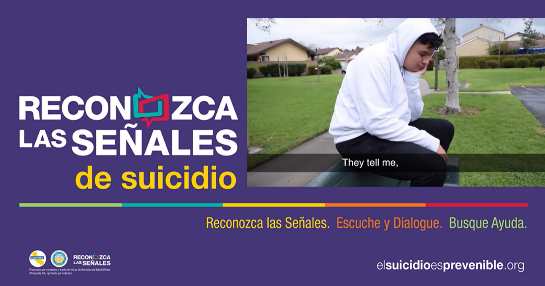 RECONOZCA
LAS SEÑALES
de suicidio
They tell me,
Reconozca las Señales. Escuche y Dialogue. Busque Ayuda.
RECONOZCA
LAS SEÑALES
elsuicidioesprevenible.org